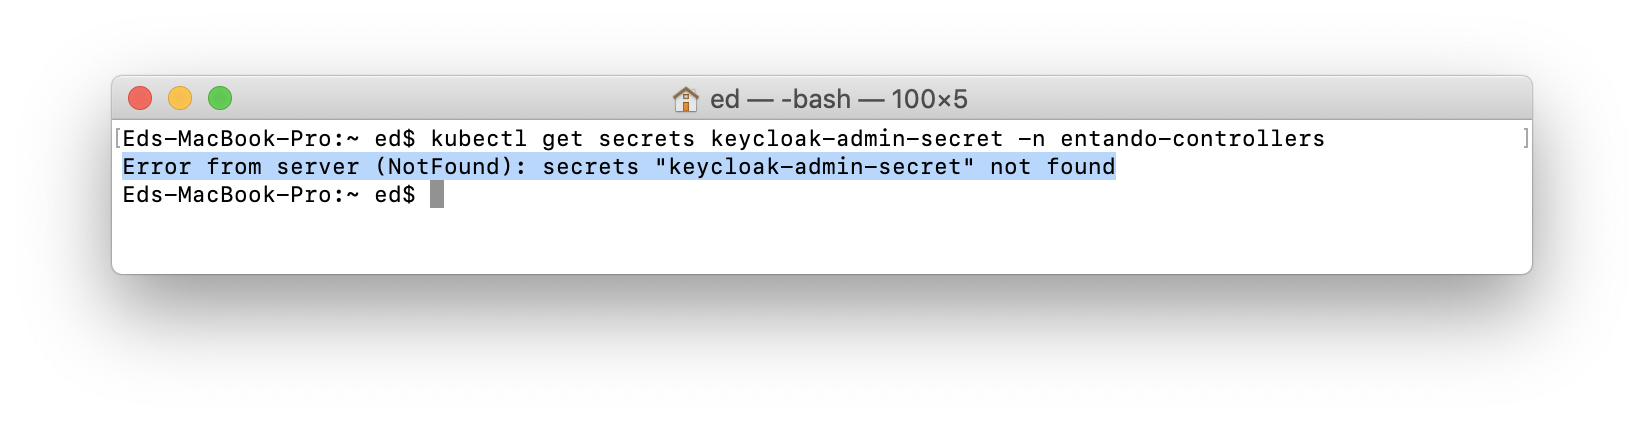 ed — -bash — 100×5
[Eds-MacBook-Pro:~ ed$ kubectl get secrets keycloak-admin-secret -n entando-controllers ]
Error from server (NotFound): secrets "keycloak-admin-secret" not found
Eds-MacBook-Pro:~ ed$